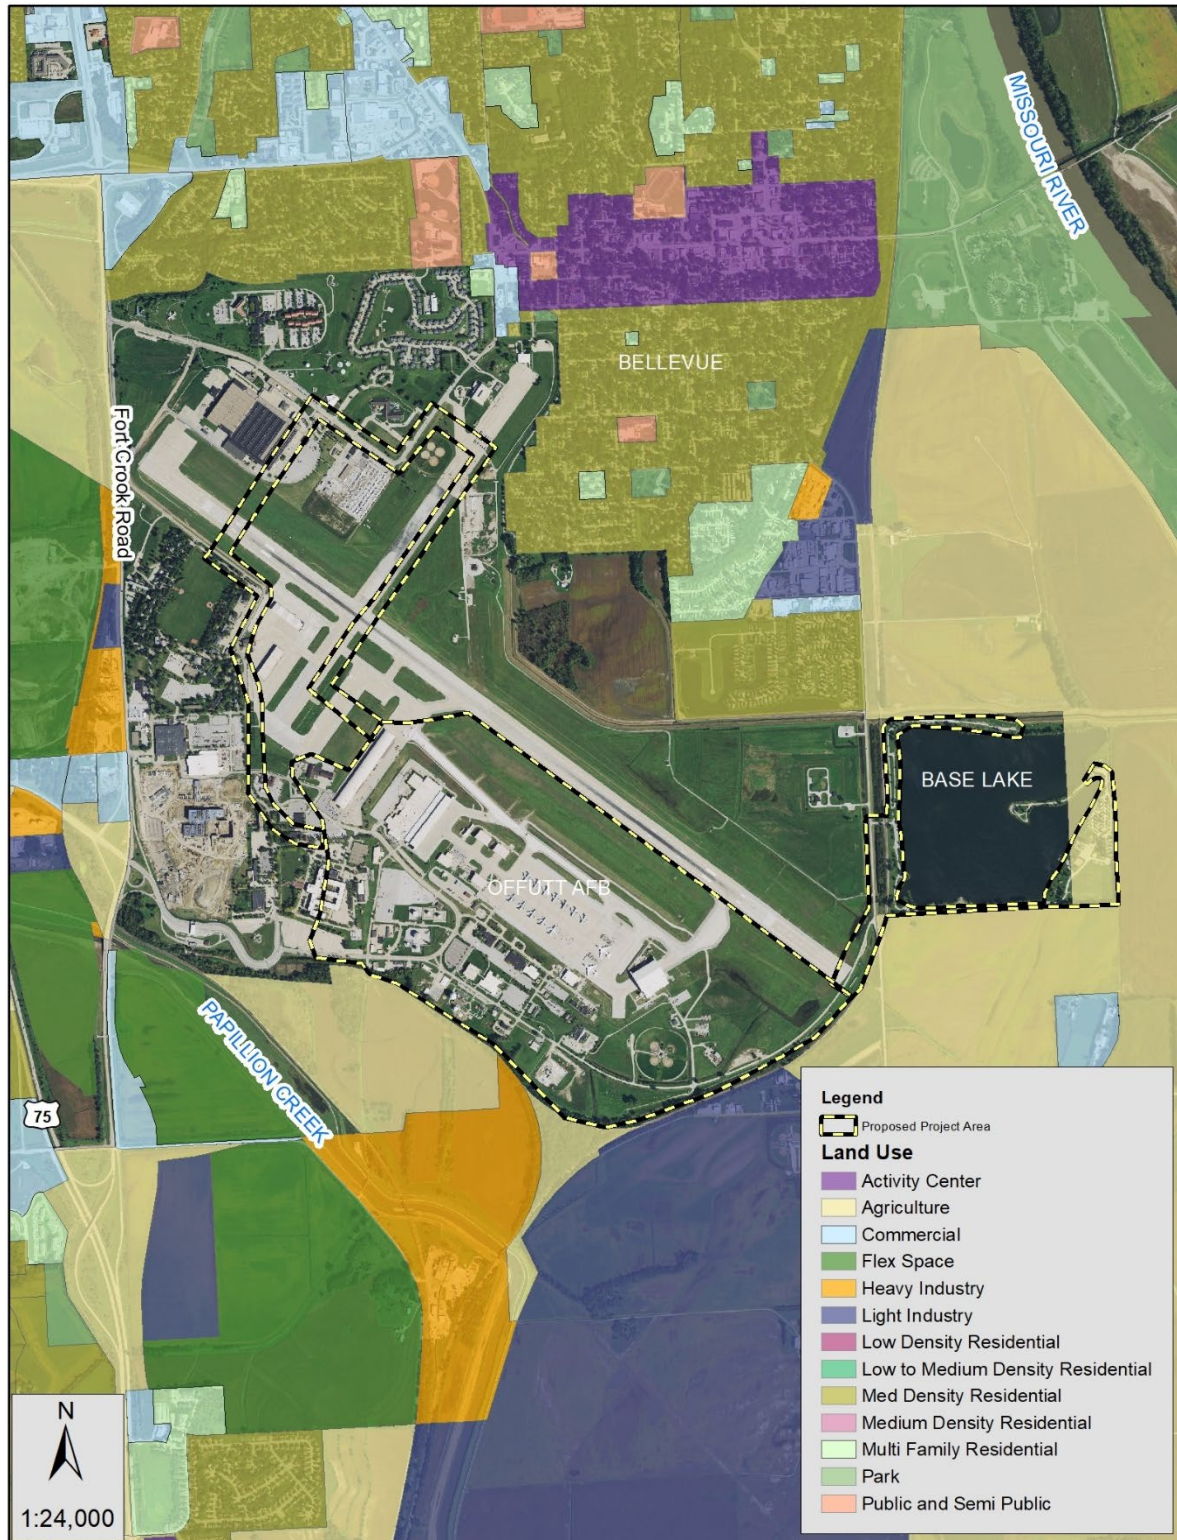 MISSOURI RIVER
BELLEVUE
Fort Crook Road
BASE LAKE
OFFUTT AFB
PAPILLION CREEK
75
Legend
Proposed Project Area
Land Use
Activity Center
Agriculture
Commercial
Flex Space
Heavy Industry
Light Industry
Low Density Residential
Low to Medium Density Residential
Med Density Residential
Medium Density Residential
Multi Family Residential
Park
Public and Semi Public
N
1:24,000